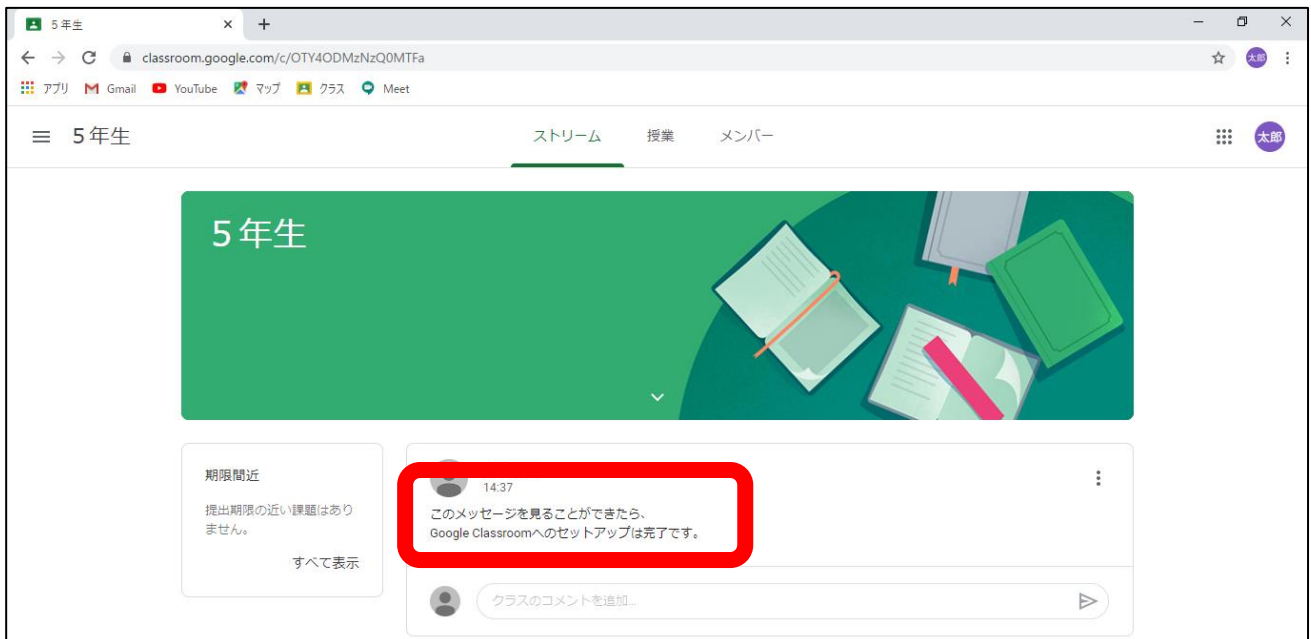 5年生
classroom.google.com/c/OTY4ODMzNzQ0MTFa
太郎
アプリ Gmail YouTube マップ クラス Meet
5年生 ストリーム 授業 メンバー 太郎
5年生
期限間近
提出期限の近い課題はあり
ません。
すべて表示
14:37
このメッセージを見ることができたら、
Google Classroomへのセットアップは完了です。
クラスのコメントを追加...